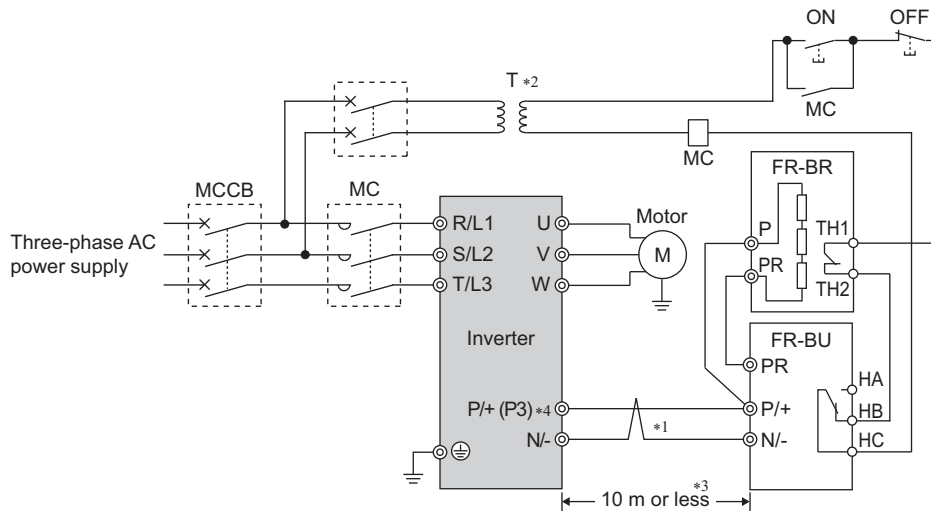 ON
OFF
T *2
MC
MC
FR-BR
MCCB
MC
R/L1
U
Motor
P
TH1
Three-phase AC
power supply
S/L2
V
M
PR
TH2
T/L3
W
Inverter
FR-BU
PR
HA
P/+ (P3) *4
P/+
HB
N/-
*1
N/-
HC
10 m or less *3